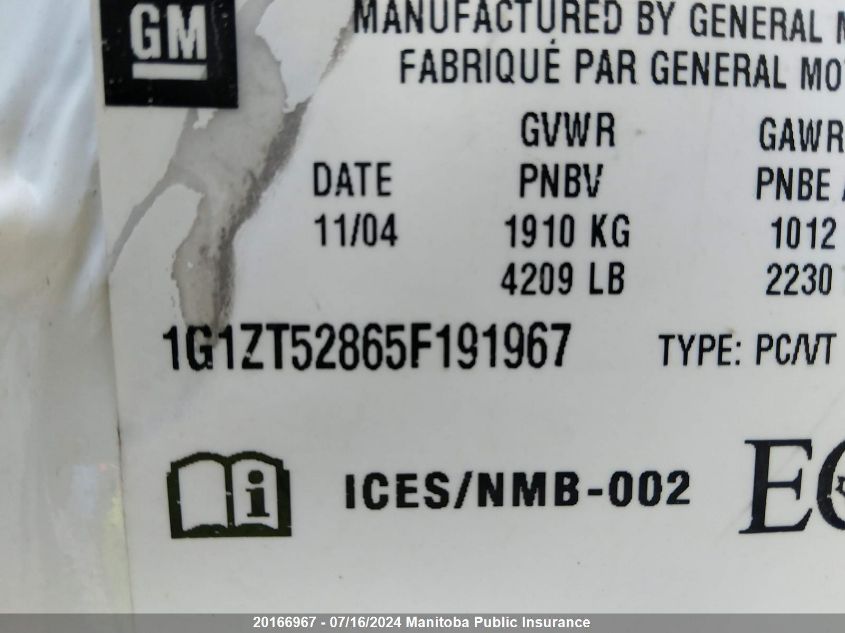 GM
MANUFACTURED BY GENERAL
FABRIQUÉ PAR GENERAL
GVWR GAWR
DATE PNBV PNBE
11/04 1910 KG 1012
4209 LB 2230
1G1ZT52865F191967 TYPE: PC/VT
i ICES/NMB-002
20166967 - 07/16/2024 Manitoba Public Insurance